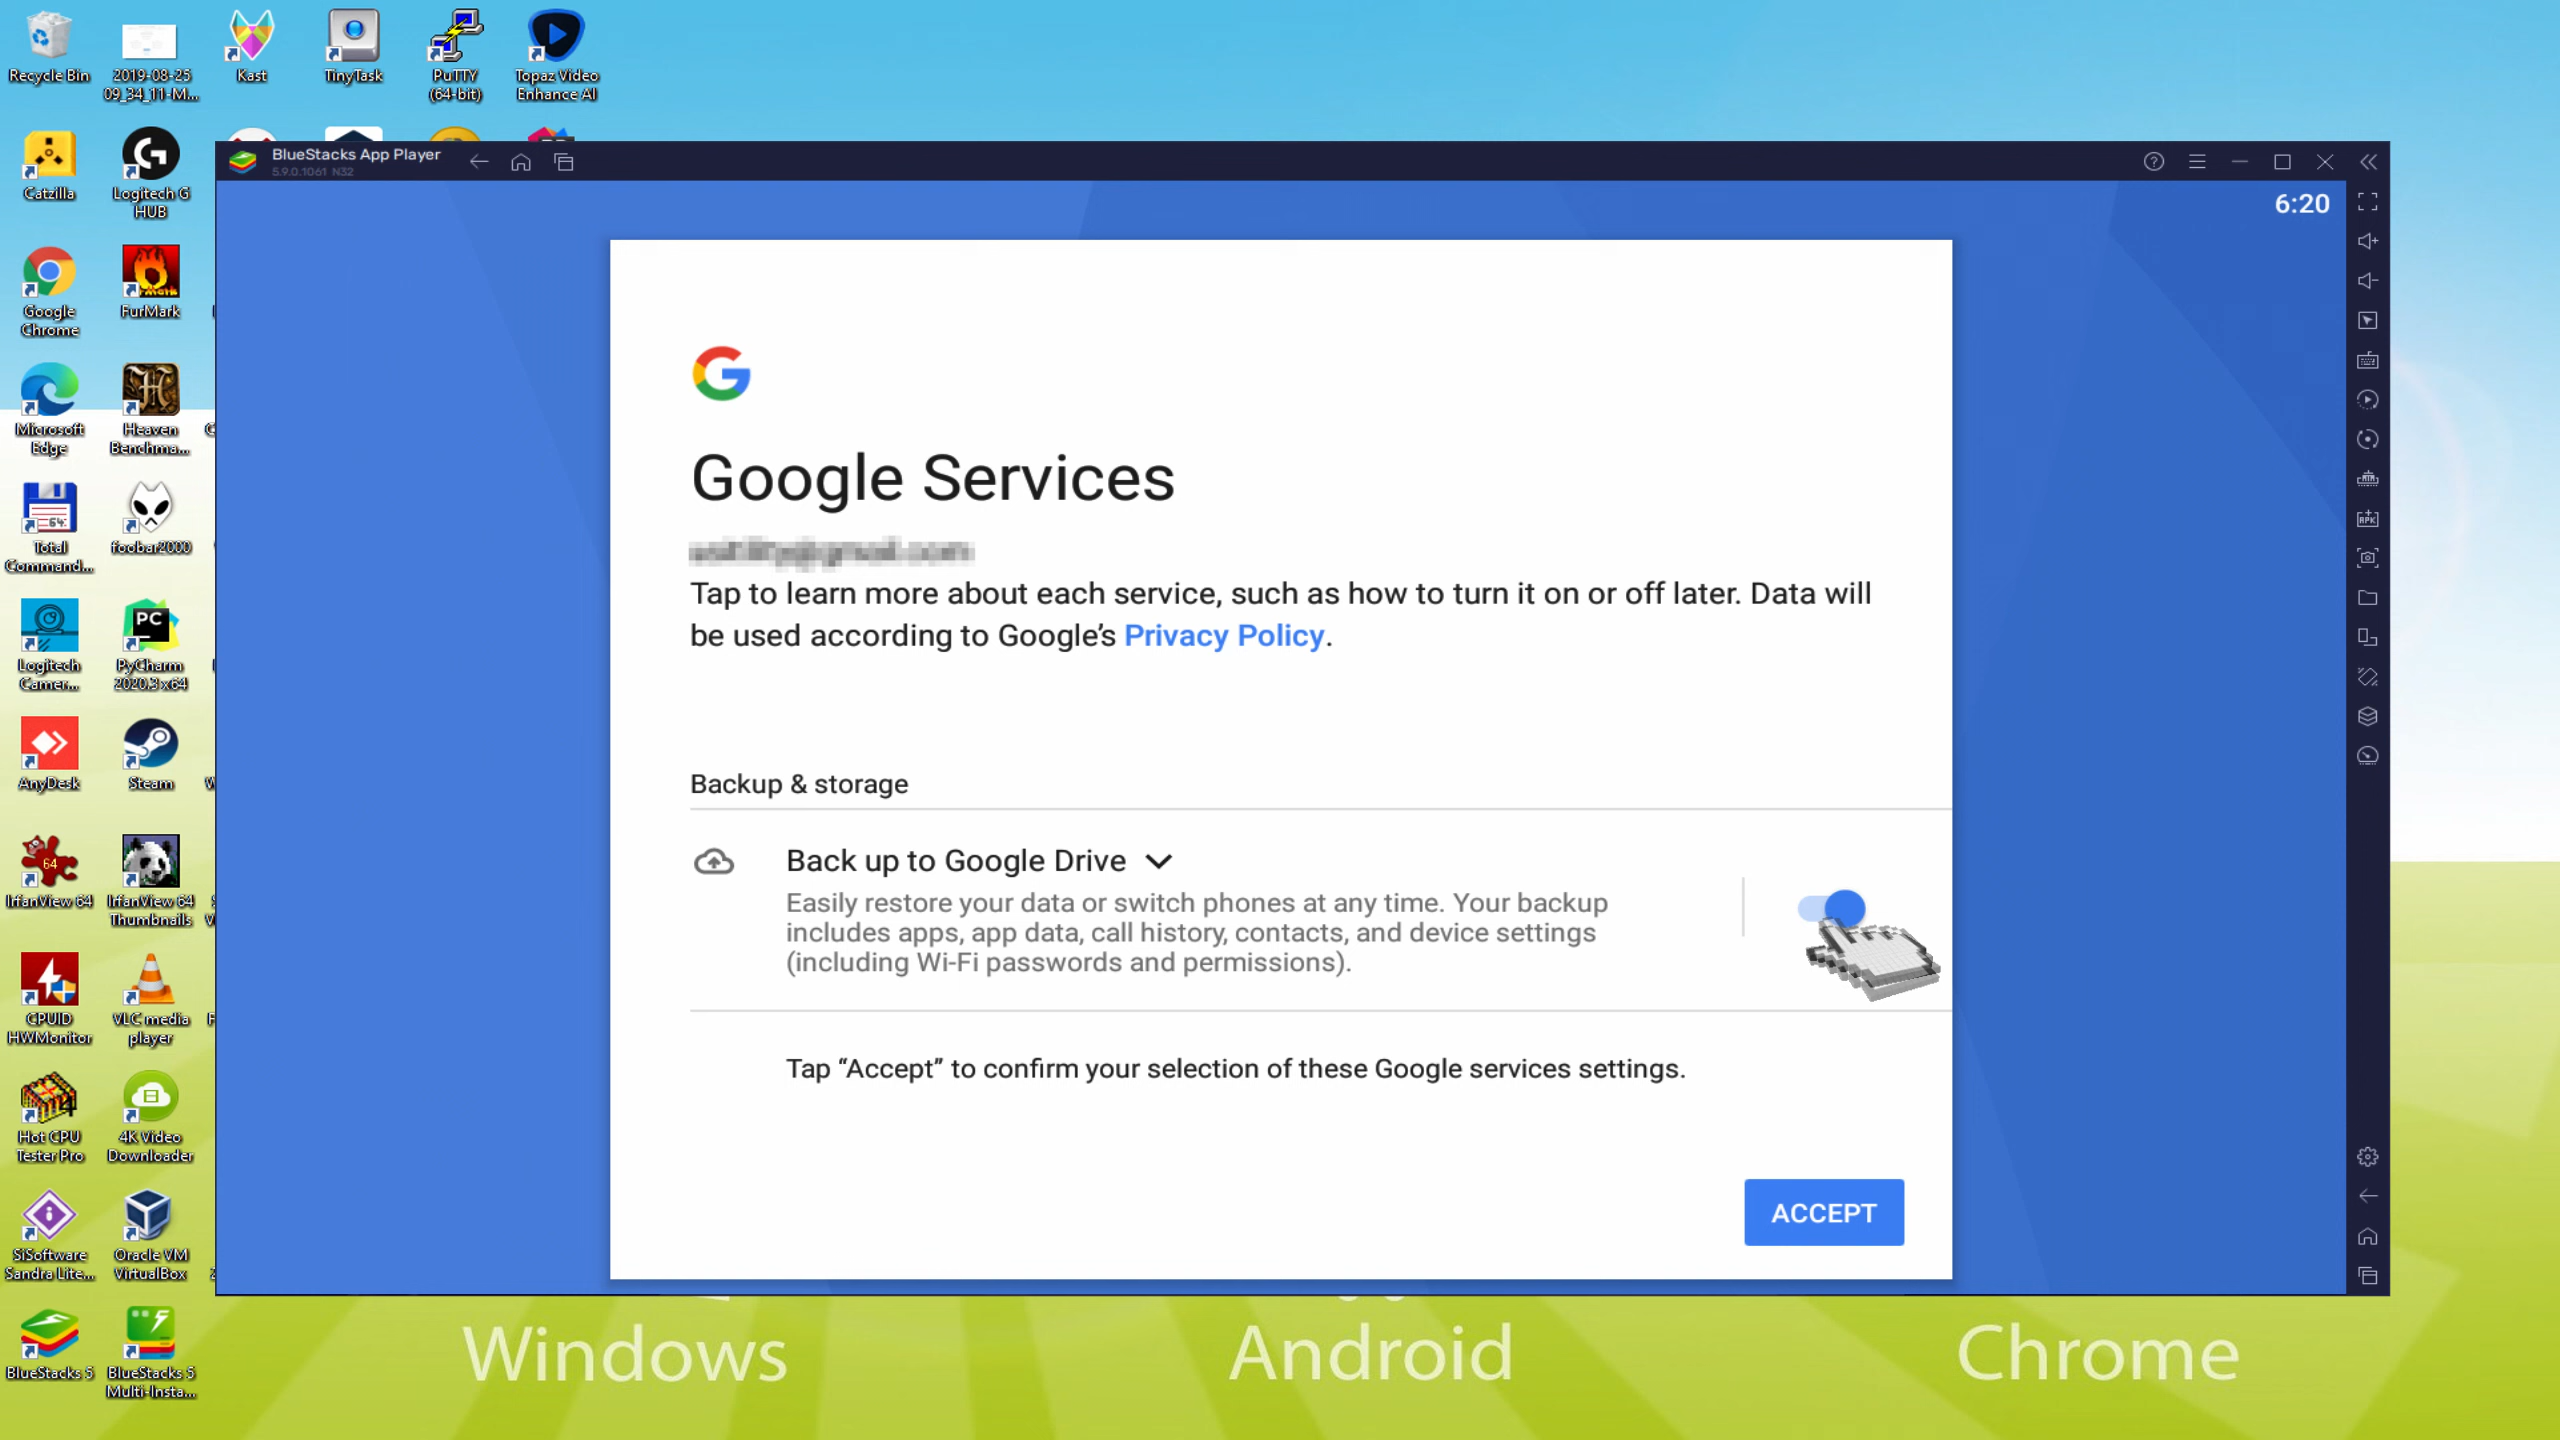 Recycle Bin
2019-08-25
09_34_11-M...
Kast
TinyTask
PuTTY
(64-bit)
Topaz Video
Enhance AI
Catzilla
Logitech G
HUB
Google
Chrome
FurMark
Microsoft
Edge
Heaven
Benchma...
Total
Command...
foobar2000
Logitech
Camer...
PyCharm
2020.3 x64
AnyDesk
Steam
IrfanView 64
IrfanView 64
Thumbnails
CPUID
HWMonitor
VLC media
player
Hot CPU
Tester Pro
4K Video
Downloader
SiSoftware
Sandra Lite...
Oracle VM
VirtualBox
BlueStacks 5
BlueStacks 5
Multi-Insta...
BlueStacks App Player
5.9.0.1061 N32
6:20
Google Services
Tap to learn more about each service, such as how to turn it on or off later. Data will
be used according to Google’s Privacy Policy.
Backup & storage
Back up to Google Drive
Easily restore your data or switch phones at any time. Your backup
includes apps, app data, call history, contacts, and device settings
(including Wi-Fi passwords and permissions).
Tap “Accept” to confirm your selection of these Google services settings.
ACCEPT
Windows
Android
Chrome